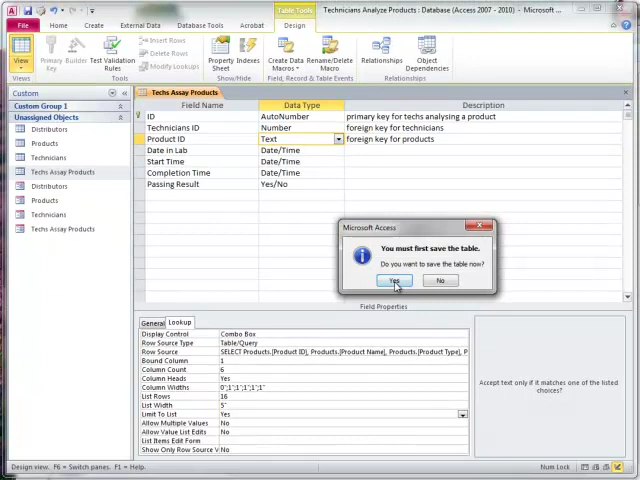 Table Tools
Technicians Analyze Products : Database (Access 2007 - 2010) - Microsoft...
File
Home
Create
External Data
Database Tools
Acrobat
Design
View
Primary
Key
Builder
Test Validation
Rules
Insert Rows
Delete Rows
Modify Lookups
Property
Sheet
Indexes
Create Data
Macros
Rename/Delete
Macro
Relationships
Object
Dependencies
Views
Tools
Show/Hide
Field, Record & Table Events
Relationships
Custom
Custom Group 1
Unassigned Objects
Distributors
Products
Technicians
Techs Assay Products
Distributors
Products
Technicians
Techs Assay Products
Techs Assay Products
Field Name
Data Type
Description
ID
AutoNumber
primary key for techs analysing a product
Technicians ID
Number
foreign key for technicians
Product ID
Text
foreign key for products
Date in Lab
Date/Time
Start Time
Date/Time
Completion Time
Date/Time
Passing Result
Yes/No
Microsoft Access
You must first save the table.
Do you want to save the table now?
Yes
No
Field Properties
General
Lookup
Display Control
Combo Box
Row Source Type
Table/Query
Row Source
SELECT Products.[Product ID], Products.[Product Name], Products.[Product Type], P
Bound Column
1
Column Count
6
Column Heads
Yes
Column Widths
0";1";1";1";1";1"
List Rows
16
List Width
5"
Limit To List
Yes
Allow Multiple Values
No
Allow Value List Edits
No
List Items Edit Form
Show Only Row Source V
No
Accept text only if it matches one of the listed
choices?
Design view. F6 = Switch panes. F1 = Help.
Num Lock